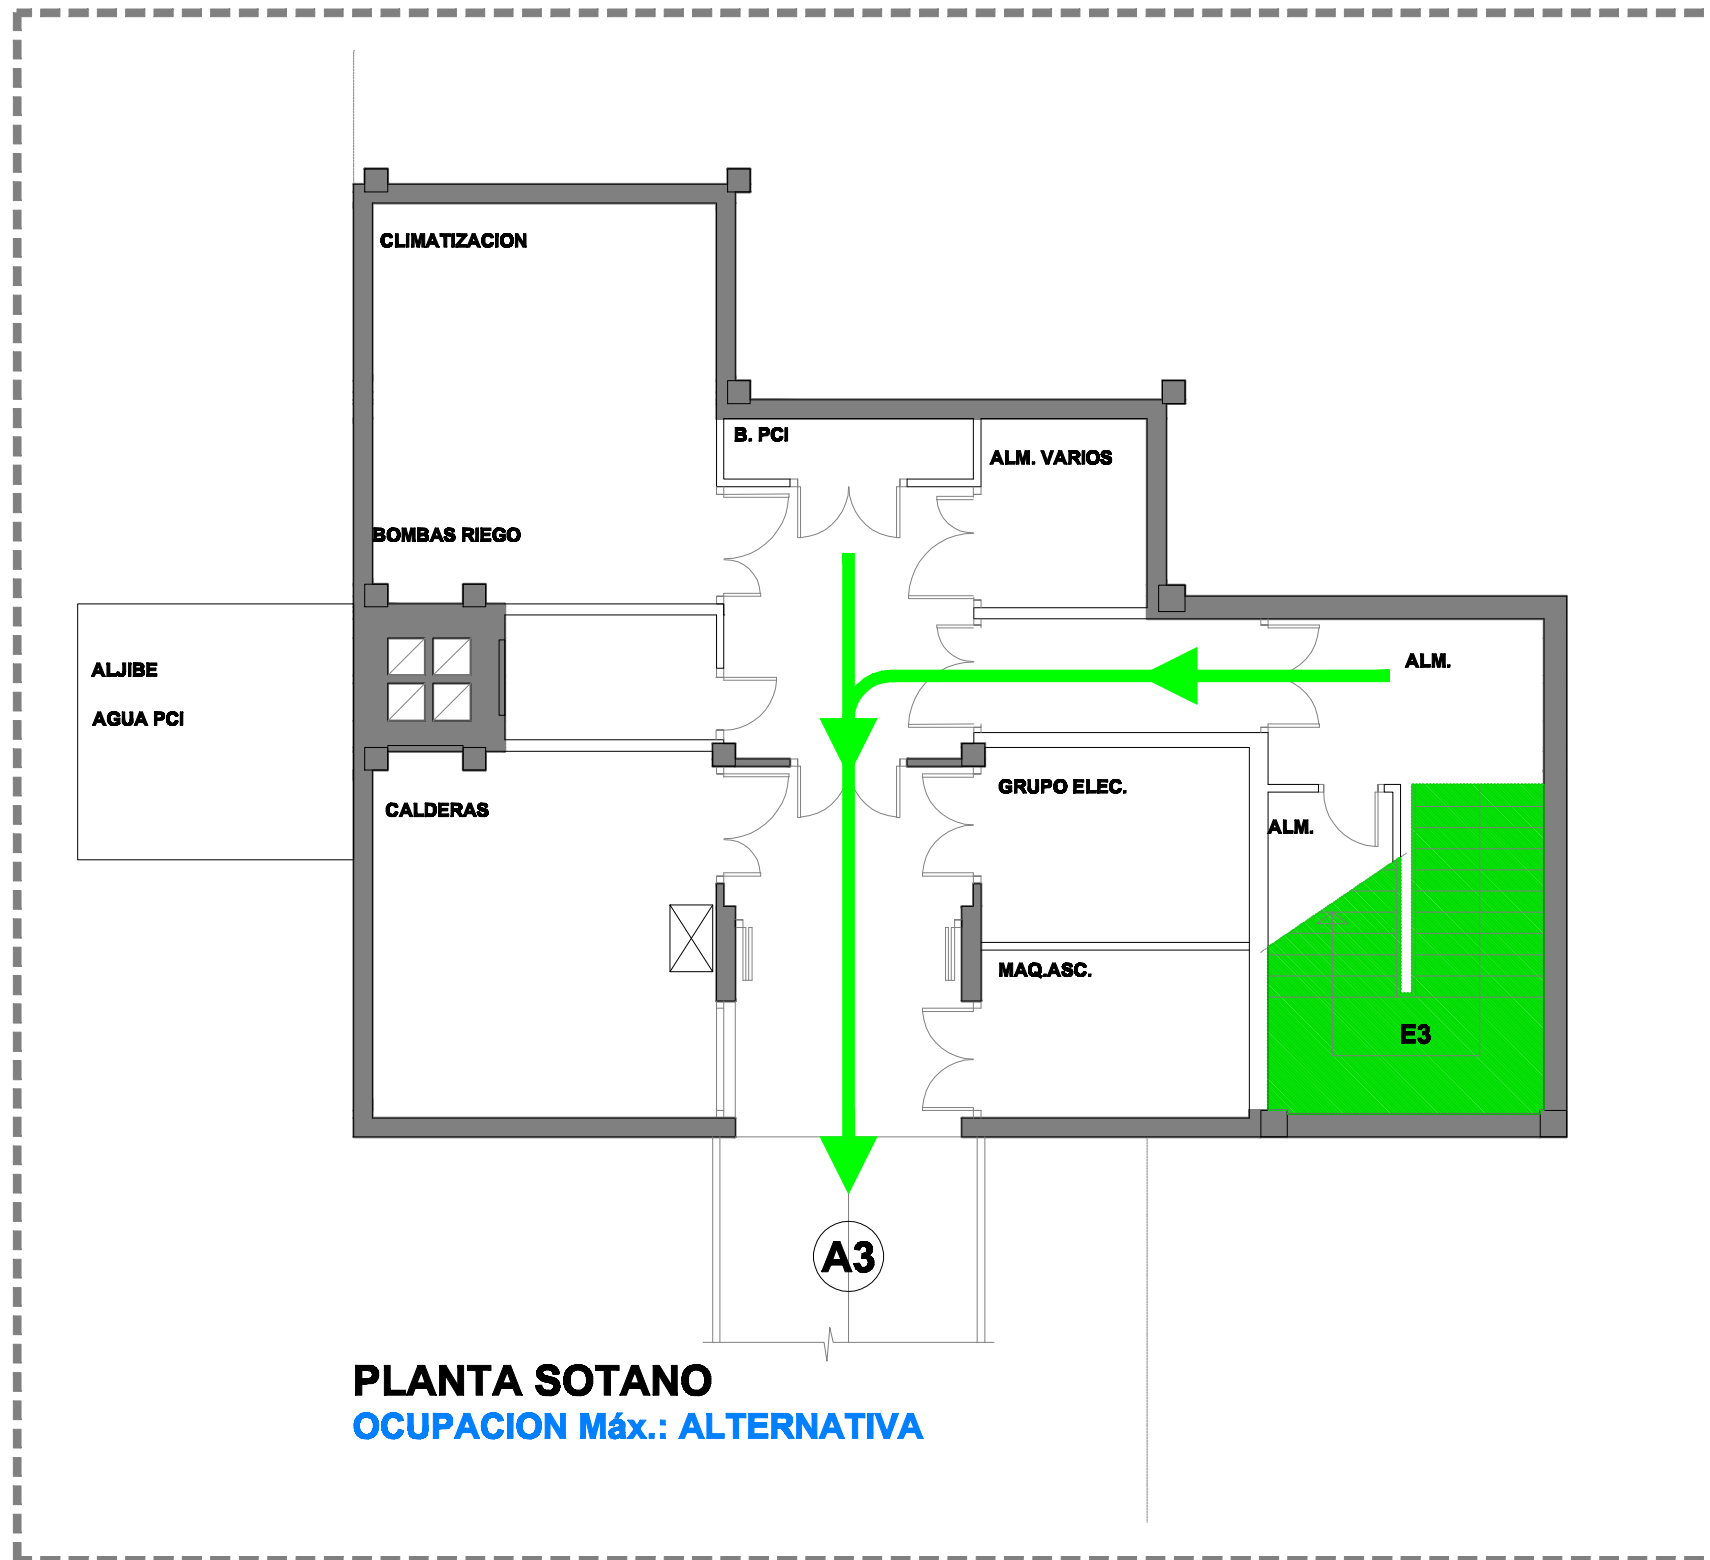 CLIMATIZACION
B. PCI
ALM. VARIOS
BOMBAS RIEGO
ALJIBE
AGUA PCI
ALM.
CALDERAS
GRUPO ELEC.
ALM.
MAQ.ASC.
E3
A3
PLANTA SOTANO
OCUPACION Máx.: ALTERNATIVA